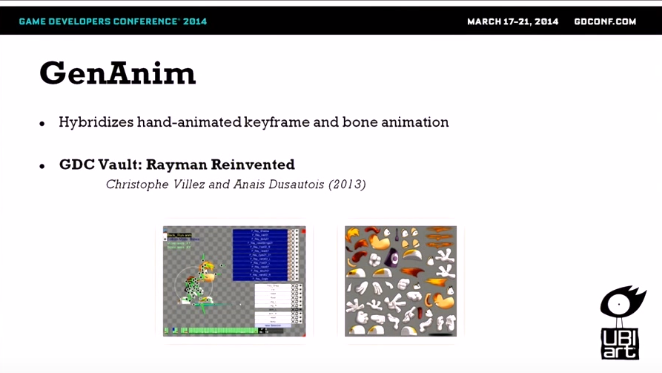 GAME DEVELOPERS CONFERENCE® 2014
MARCH 17-21, 2014 GDCONF.COM
GenAnim
• Hybridizes hand-animated keyframe and bone animation
• GDC Vault: Rayman Reinvented
Christophe Villez and Anais Dusautois (2013)
UBI
art